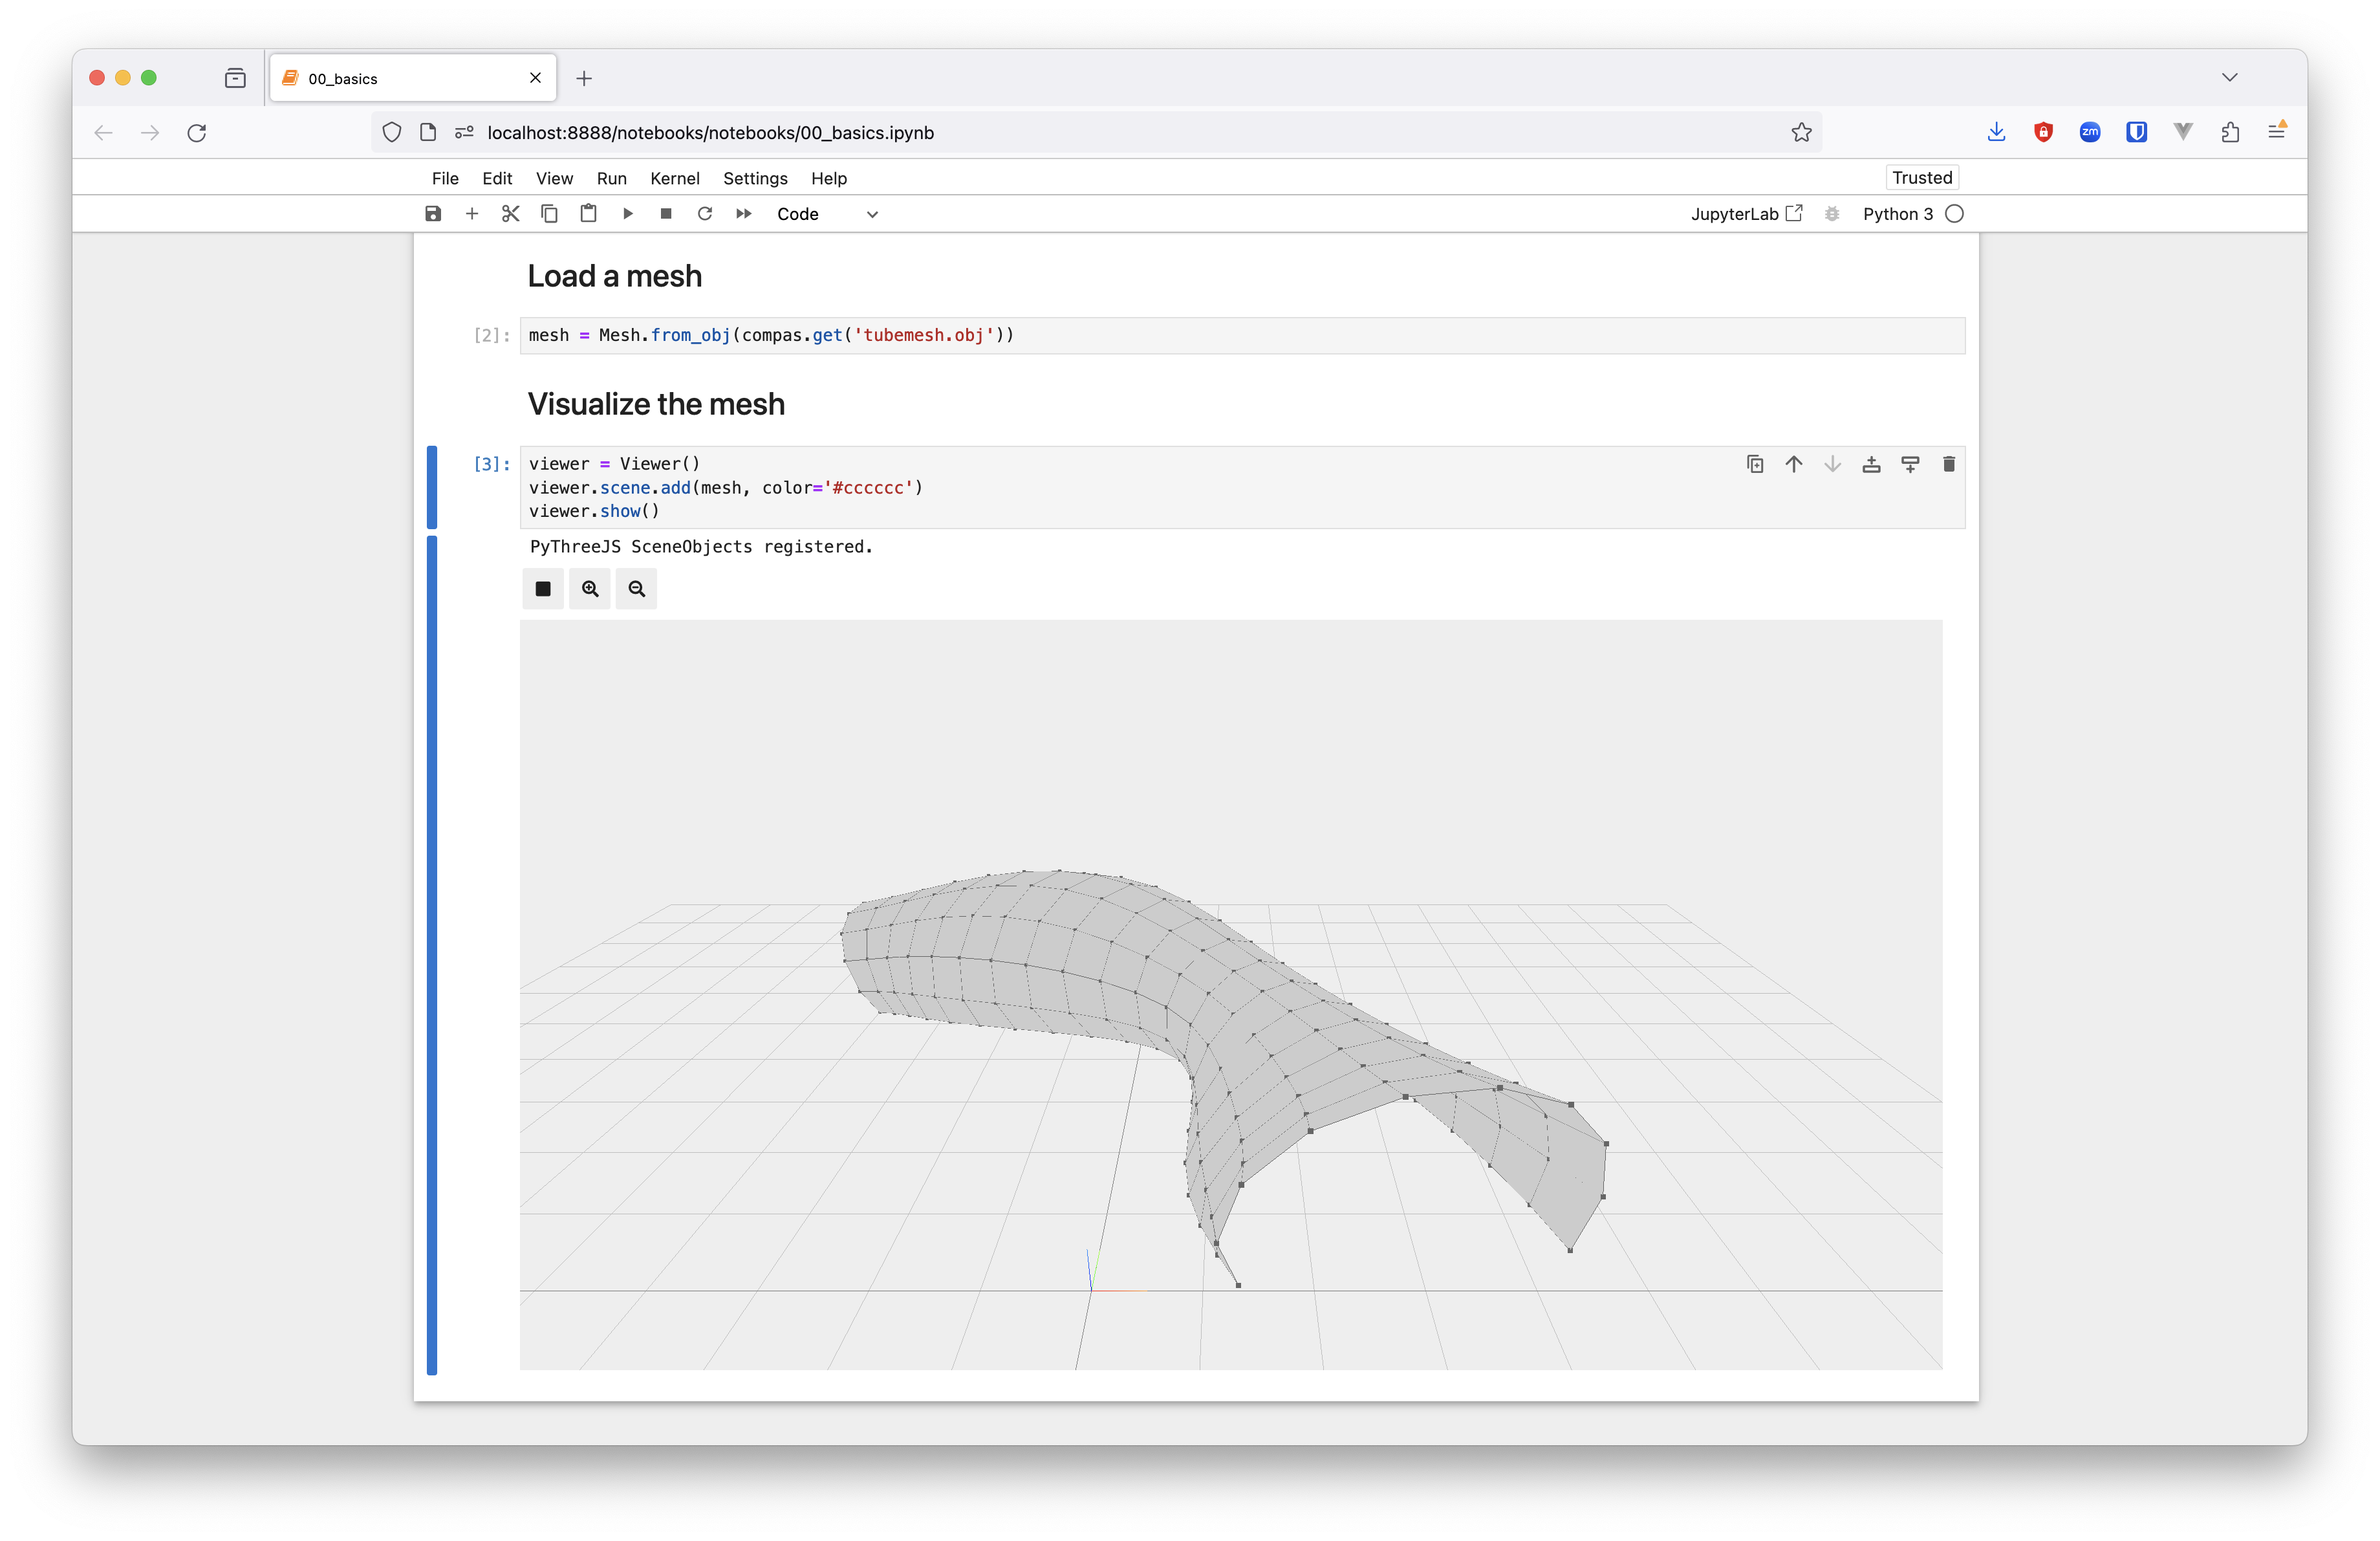 00_basics
localhost:8888/notebooks/notebooks/00_basics.ipynb
zm
File Edit View Run Kernel Settings Help
Trusted
Code
JupyterLab
Python 3
Load a mesh
[2]: mesh = Mesh.from_obj(compas.get('tubemesh.obj'))
Visualize the mesh
[3]: viewer = Viewer()
viewer.scene.add(mesh, color='#cccccc')
viewer.show()
PyThreeJS SceneObjects registered.